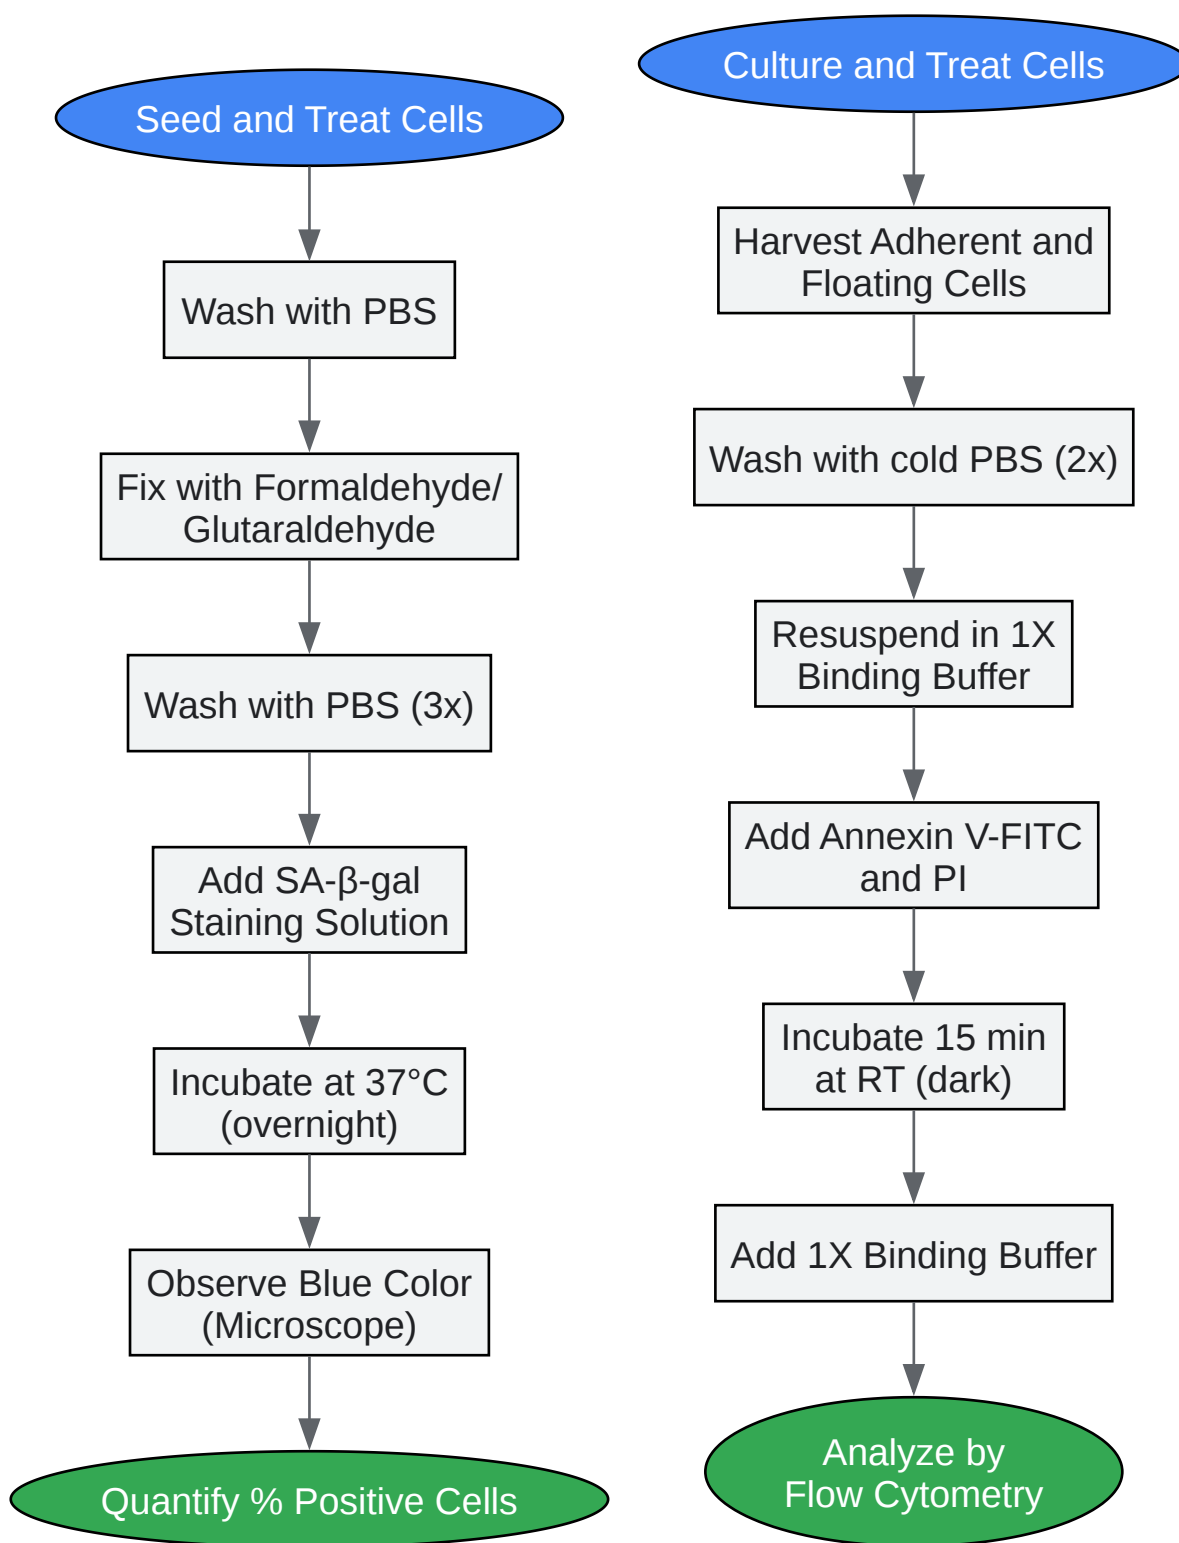 Seed and Treat Cells
Wash with PBS
Fix with Formaldehyde/
Glutaraldehyde
Wash with PBS (3x)
Add SA-β-gal
Staining Solution
Incubate at 37°C
(overnight)
Observe Blue Color
(Microscope)
Quantify % Positive Cells
Culture and Treat Cells
Harvest Adherent and
Floating Cells
Wash with cold PBS (2x)
Resuspend in 1X
Binding Buffer
Add Annexin V-FITC
and PI
Incubate 15 min
at RT (dark)
Add 1X Binding Buffer
Analyze by
Flow Cytometry